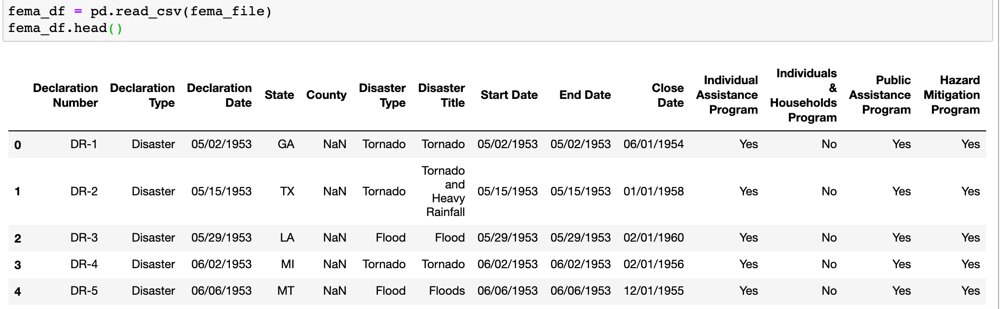 fema_df = pd.read_csv(fema_file)
fema_df.head()
Declaration Number Declaration Type Declaration Date State County Disaster Type Disaster Title Start Date End Date Close Date Individual Assistance Program Individuals & Households Program Public Assistance Program Hazard Mitigation Program
0 DR-1 Disaster 05/02/1953 GA NaN Tornado Tornado 05/02/1953 05/02/1953 06/01/1954 Yes No Yes Yes
1 DR-2 Disaster 05/15/1953 TX NaN Tornado Tornado and Heavy Rainfall 05/15/1953 05/15/1953 01/01/1958 Yes No Yes Yes
2 DR-3 Disaster 05/29/1953 LA NaN Flood Flood 05/29/1953 05/29/1953 02/01/1960 Yes No Yes Yes
3 DR-4 Disaster 06/02/1953 MI NaN Tornado Tornado 06/02/1953 06/02/1953 02/01/1956 Yes No Yes Yes
4 DR-5 Disaster 06/06/1953 MT NaN Flood Floods 06/06/1953 06/06/1953 12/01/1955 Yes No Yes Yes